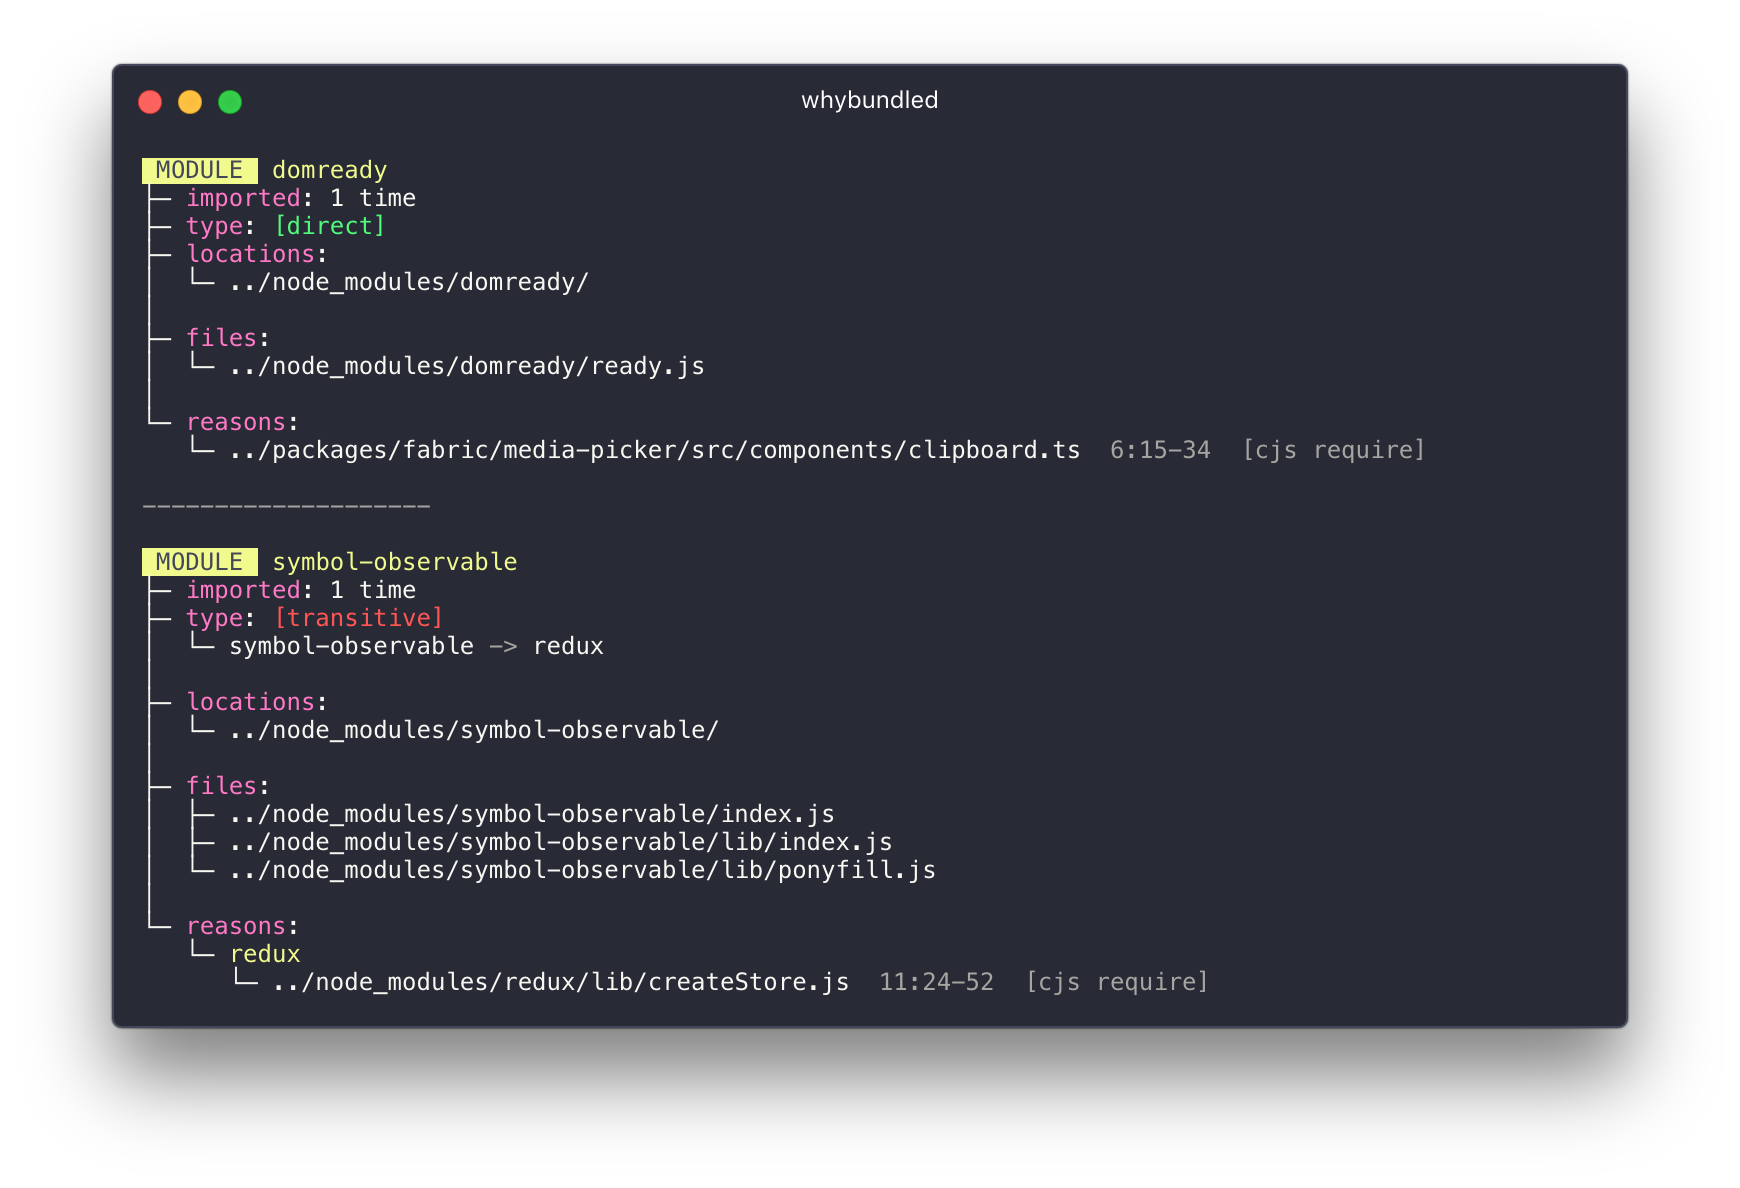 whybundled
MODULE domready
├─ imported: 1 time
├─ type: [direct]
├─ locations:
│  └─ ../node_modules/domready/
│
├─ files:
│  └─ ../node_modules/domready/ready.js
│
└─ reasons:
   └─ ../packages/fabric/media-picker/src/components/clipboard.ts  6:15-34  [cjs require]
--------------------
MODULE symbol-observable
├─ imported: 1 time
├─ type: [transitive]
│  └─ symbol-observable -> redux
│
├─ locations:
│  └─ ../node_modules/symbol-observable/
│
├─ files:
│  ├─ ../node_modules/symbol-observable/index.js
│  ├─ ../node_modules/symbol-observable/lib/index.js
│  └─ ../node_modules/symbol-observable/lib/ponyfill.js
│
└─ reasons:
   └─ redux
      └─ ../node_modules/redux/lib/createStore.js  11:24-52  [cjs require]